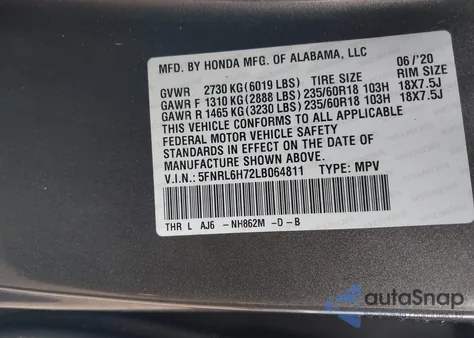 MFD. BY HONDA MFG. OF ALABAMA, LLC
06/'20
GVWR 2730 KG(6019 LBS) TIRE SIZE RIM SIZE
GAWR F 1310 KG(2888 LBS) 235/60R18 103H 18X7.5J
GAWR R 1465 KG(3230 LBS) 235/60R18 103H 18X7.5J
THIS VEHICLE CONFORMS TO ALL APPLICABLE
FEDERAL MOTOR VEHICLE SAFETY
STANDARDS IN EFFECT ON THE DATE OF
MANUFACTURE SHOWN ABOVE.
V.I.N.: 5FNRL6H72LB064811 TYPE: MPV
THR L AJ6 -NH862M -D-B
autoSnap